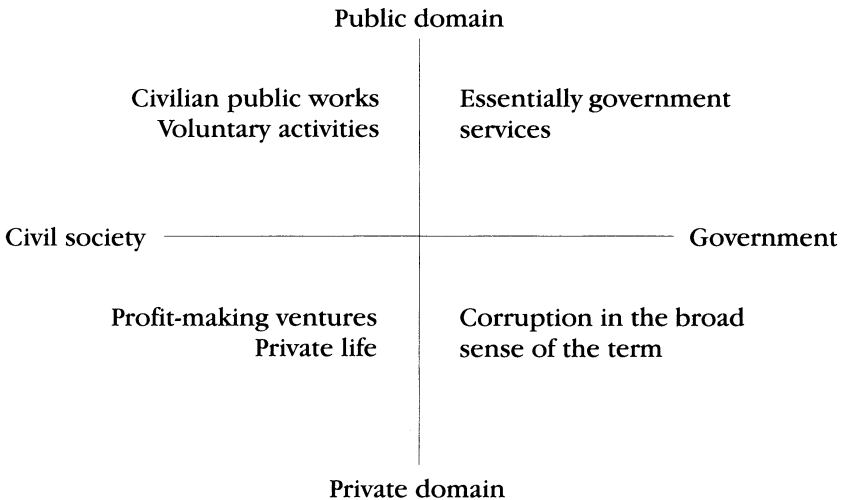 Public domain
Civilian public works
Voluntary activities
Essentially government
services
Civil society
Government
Profit-making ventures
Private life
Corruption in the broad
sense of the term
Private domain